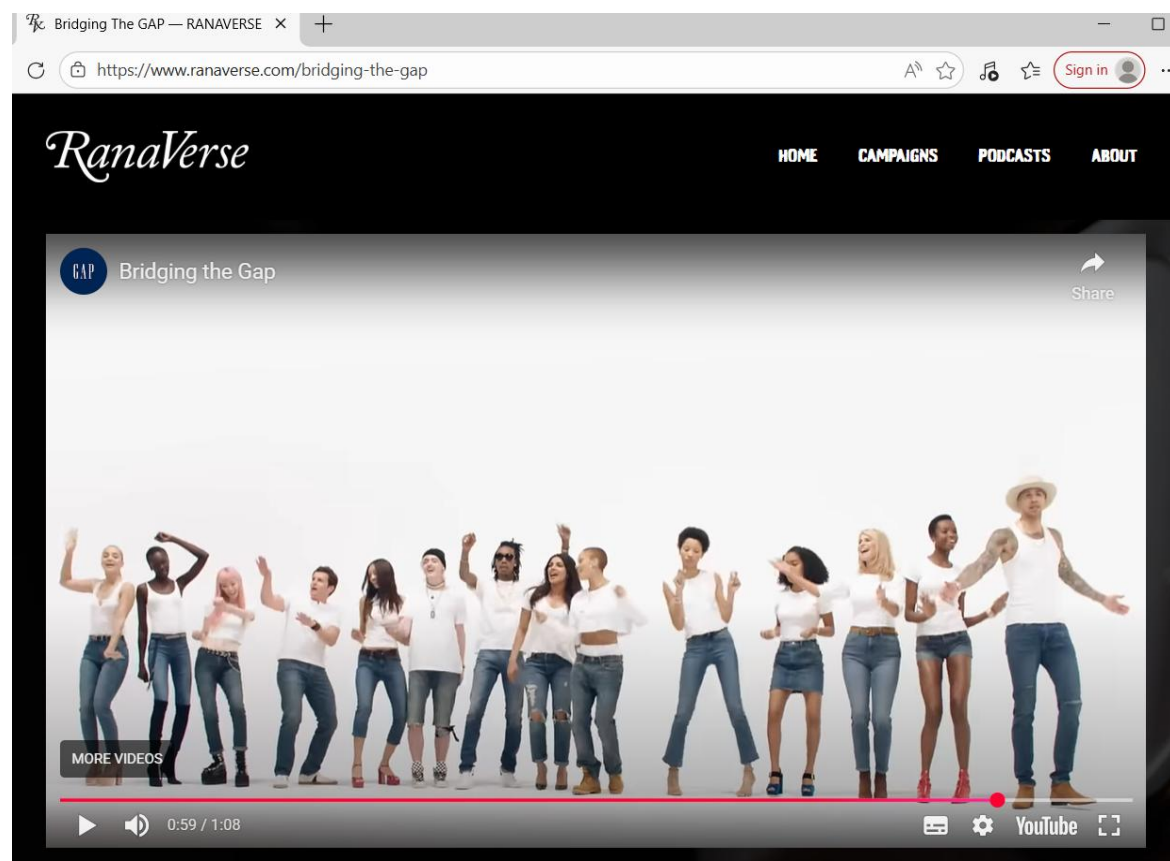 Bridging The GAP — RANAVERSE
https://www.ranaverse.com/bridging-the-gap
Sign in
RanaVerse
HOME CAMPAIGNS PODCASTS ABOUT
GAP Bridging the Gap
Share
MORE VIDEOS
0:59 / 1:08
YouTube